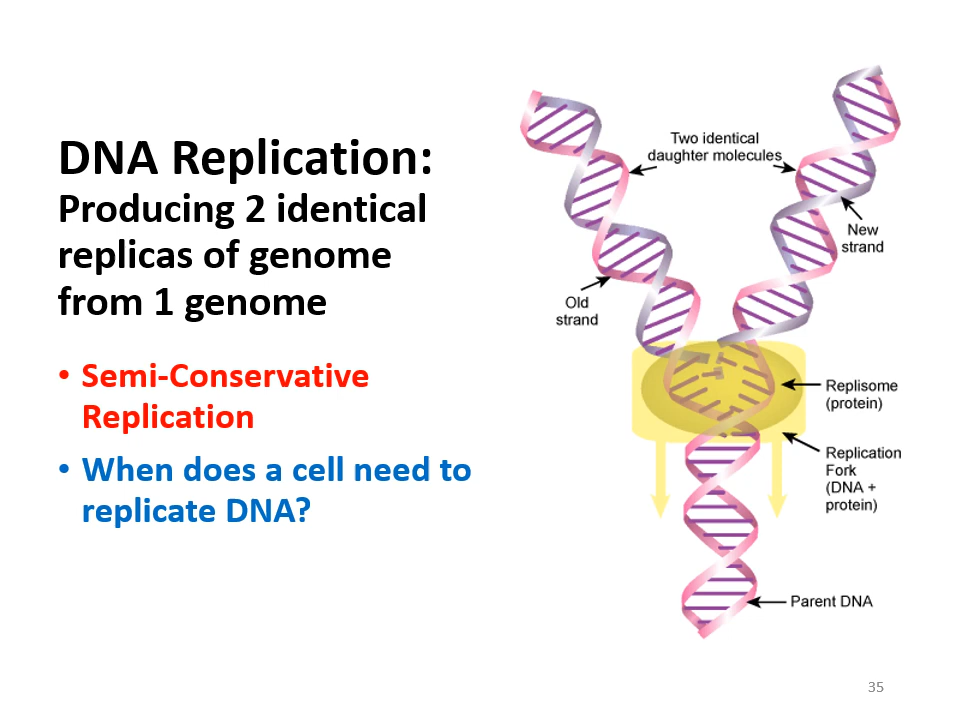 DNA Replication:
Producing 2 identical
replicas of genome
from 1 genome
• Semi-Conservative
Replication
• When does a cell need to
replicate DNA?
Two identical
daughter molecules
New
strand
Old
strand
Replisome
(protein)
Replication
Fork
(DNA +
protein)
Parent DNA
35